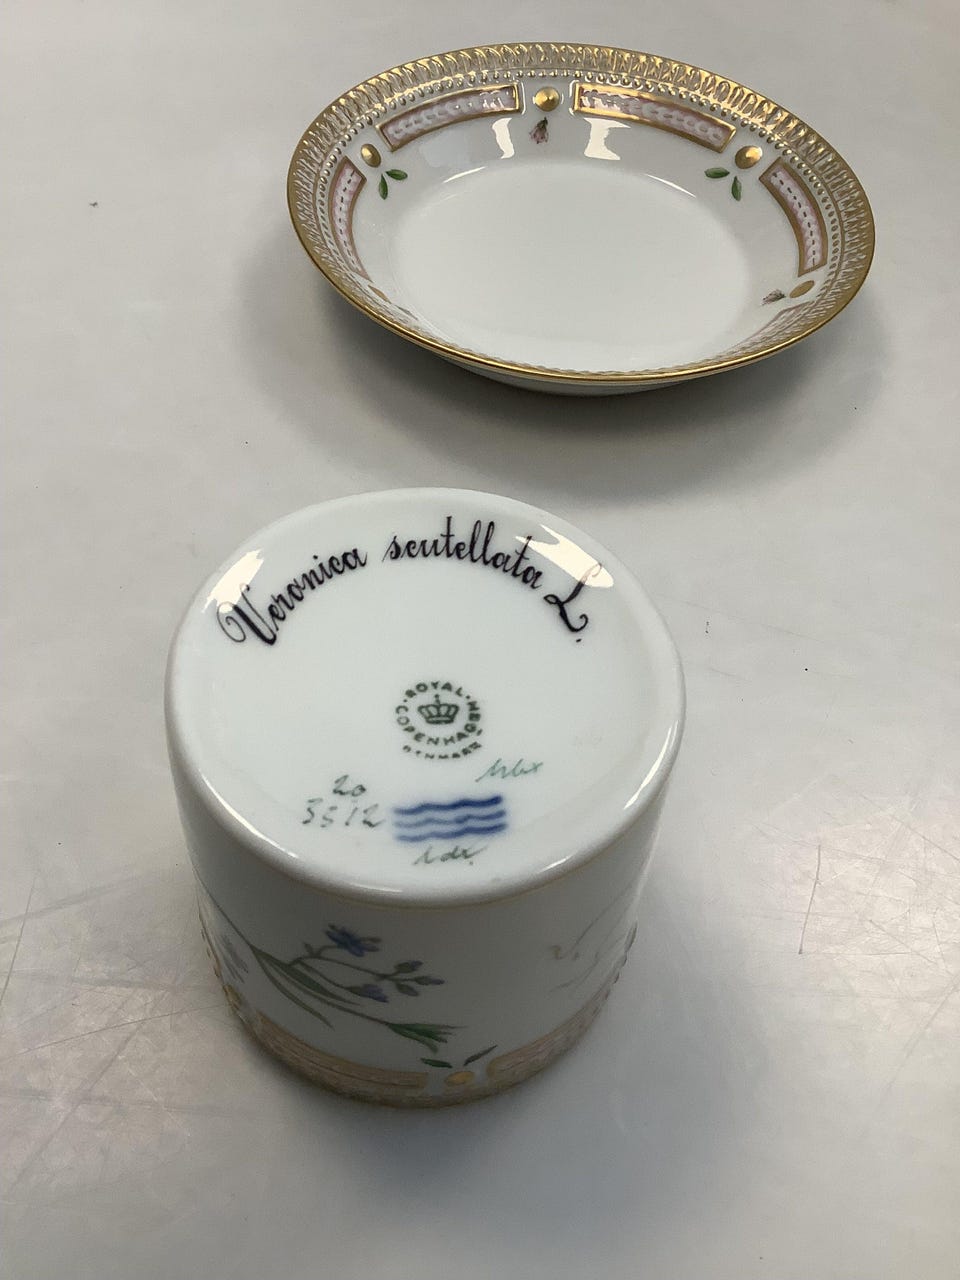 Veronica scutellata L.
ROYAL COPENHAGEN
DENMARK
20
3512